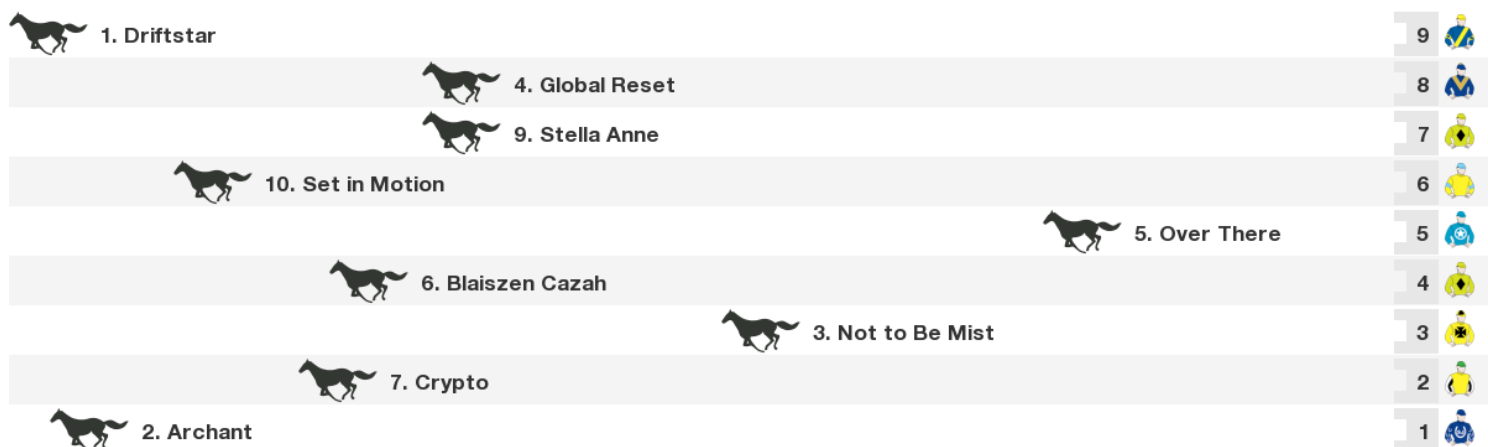 1. Driftstar 9
4. Global Reset 8
9. Stella Anne 7
10. Set in Motion 6
5. Over There 5
6. Blaiszen Cazah 4
3. Not to Be Mist 3
7. Crypto 2
2. Archant 1